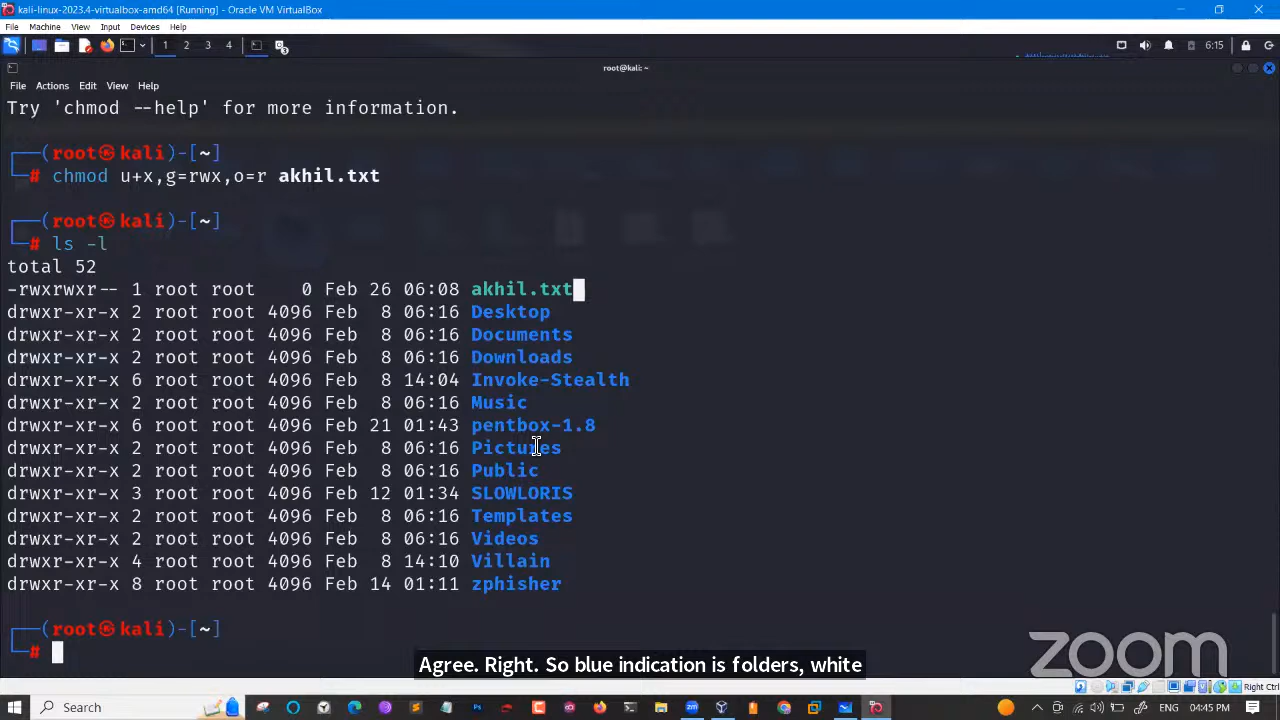 kali-linux-2023.4-virtualbox-amd64 [Running] - Oracle VM VirtualBox
File Machine View Input Devices Help
1 2 3 4 6:15
root@kali: ~
File Actions Edit View Help
Try 'chmod --help' for more information.
┌──(root㉿kali)-[~]
└─# chmod u+x,g=rwx,o=r akhil.txt
┌──(root㉿kali)-[~]
└─# ls -l
total 52
-rwxrwxr-- 1 root root    0 Feb 26 06:08 akhil.txt
drwxr-xr-x 2 root root 4096 Feb  8 06:16 Desktop
drwxr-xr-x 2 root root 4096 Feb  8 06:16 Documents
drwxr-xr-x 2 root root 4096 Feb  8 06:16 Downloads
drwxr-xr-x 6 root root 4096 Feb  8 14:04 Invoke-Stealth
drwxr-xr-x 2 root root 4096 Feb  8 06:16 Music
drwxr-xr-x 6 root root 4096 Feb 21 01:43 pentbox-1.8
drwxr-xr-x 2 root root 4096 Feb  8 06:16 Pictures
drwxr-xr-x 2 root root 4096 Feb  8 06:16 Public
drwxr-xr-x 3 root root 4096 Feb 12 01:34 SLOWLORIS
drwxr-xr-x 2 root root 4096 Feb  8 06:16 Templates
drwxr-xr-x 2 root root 4096 Feb  8 06:16 Videos
drwxr-xr-x 4 root root 4096 Feb  8 14:10 Villain
drwxr-xr-x 8 root root 4096 Feb 14 01:11 zphisher
┌──(root㉿kali)-[~]
└─#
zoom
Agree. Right. So blue indication is folders, white
Right Ctrl
Search
04:45 PM